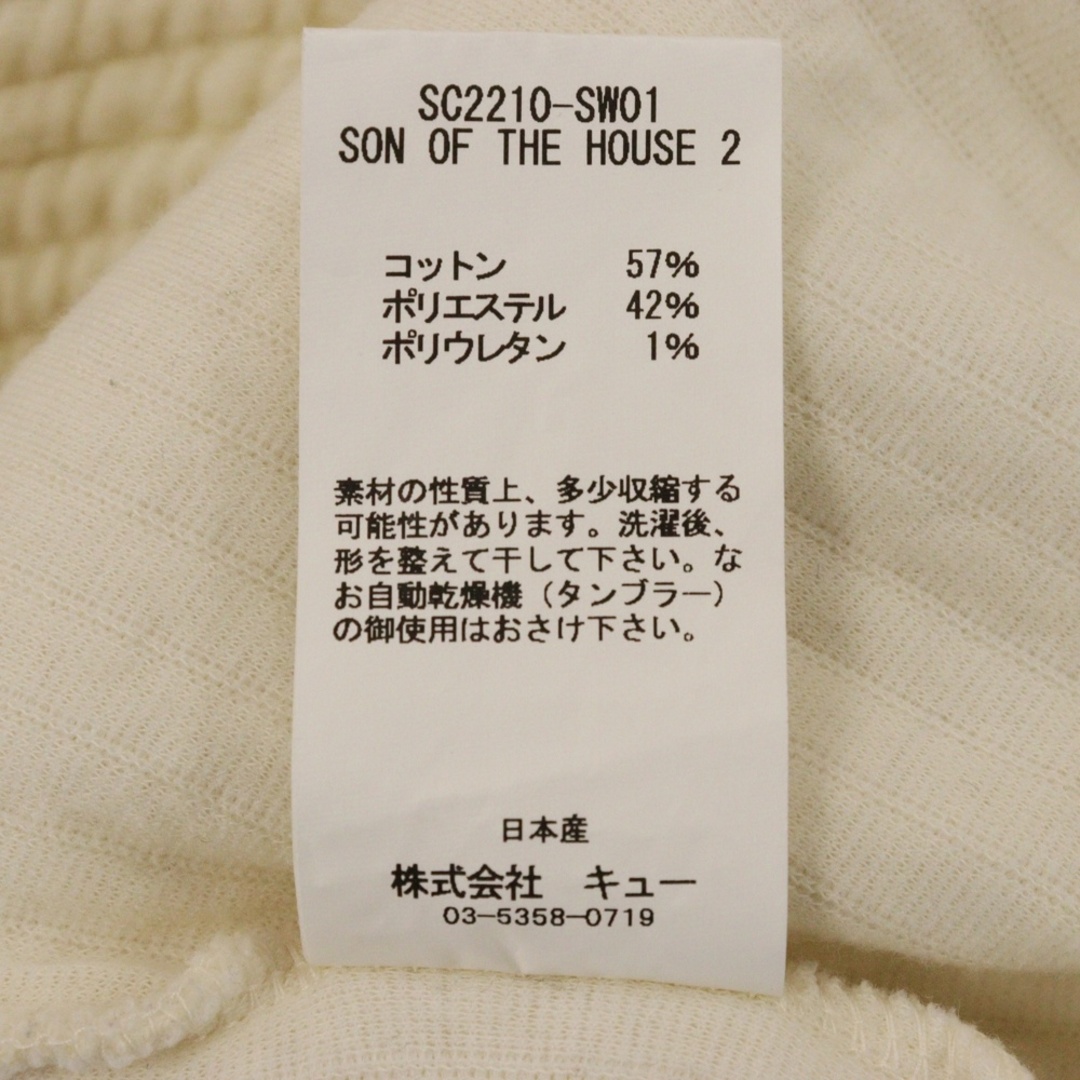 SC2210-SW01
SON OF THE HOUSE 2
コットン 57%
ポリエステル 42%
ポリウレタン 1%
素材の性質上、多少収縮する
可能性があります。洗濯後、
形を整えて干して下さい。な
お自動乾燥機（タンブラー）
の御使用はおさけ下さい。
日本産
株式会社 キュー
03-5358-0719